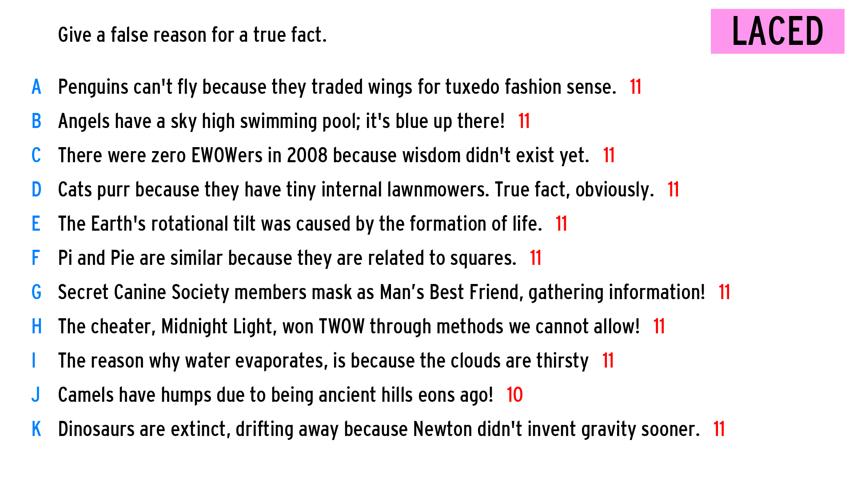 Give a false reason for a true fact.
LACED
A Penguins can't fly because they traded wings for tuxedo fashion sense. 11
B Angels have a sky high swimming pool; it's blue up there! 11
C There were zero EWOWers in 2008 because wisdom didn't exist yet. 11
D Cats purr because they have tiny internal lawnmowers. True fact, obviously. 11
E The Earth's rotational tilt was caused by the formation of life. 11
F Pi and Pie are similar because they are related to squares. 11
G Secret Canine Society members mask as Man’s Best Friend, gathering information! 11
H The cheater, Midnight Light, won TWOW through methods we cannot allow! 11
I The reason why water evaporates, is because the clouds are thirsty 11
J Camels have humps due to being ancient hills eons ago! 10
K Dinosaurs are extinct, drifting away because Newton didn't invent gravity sooner. 11